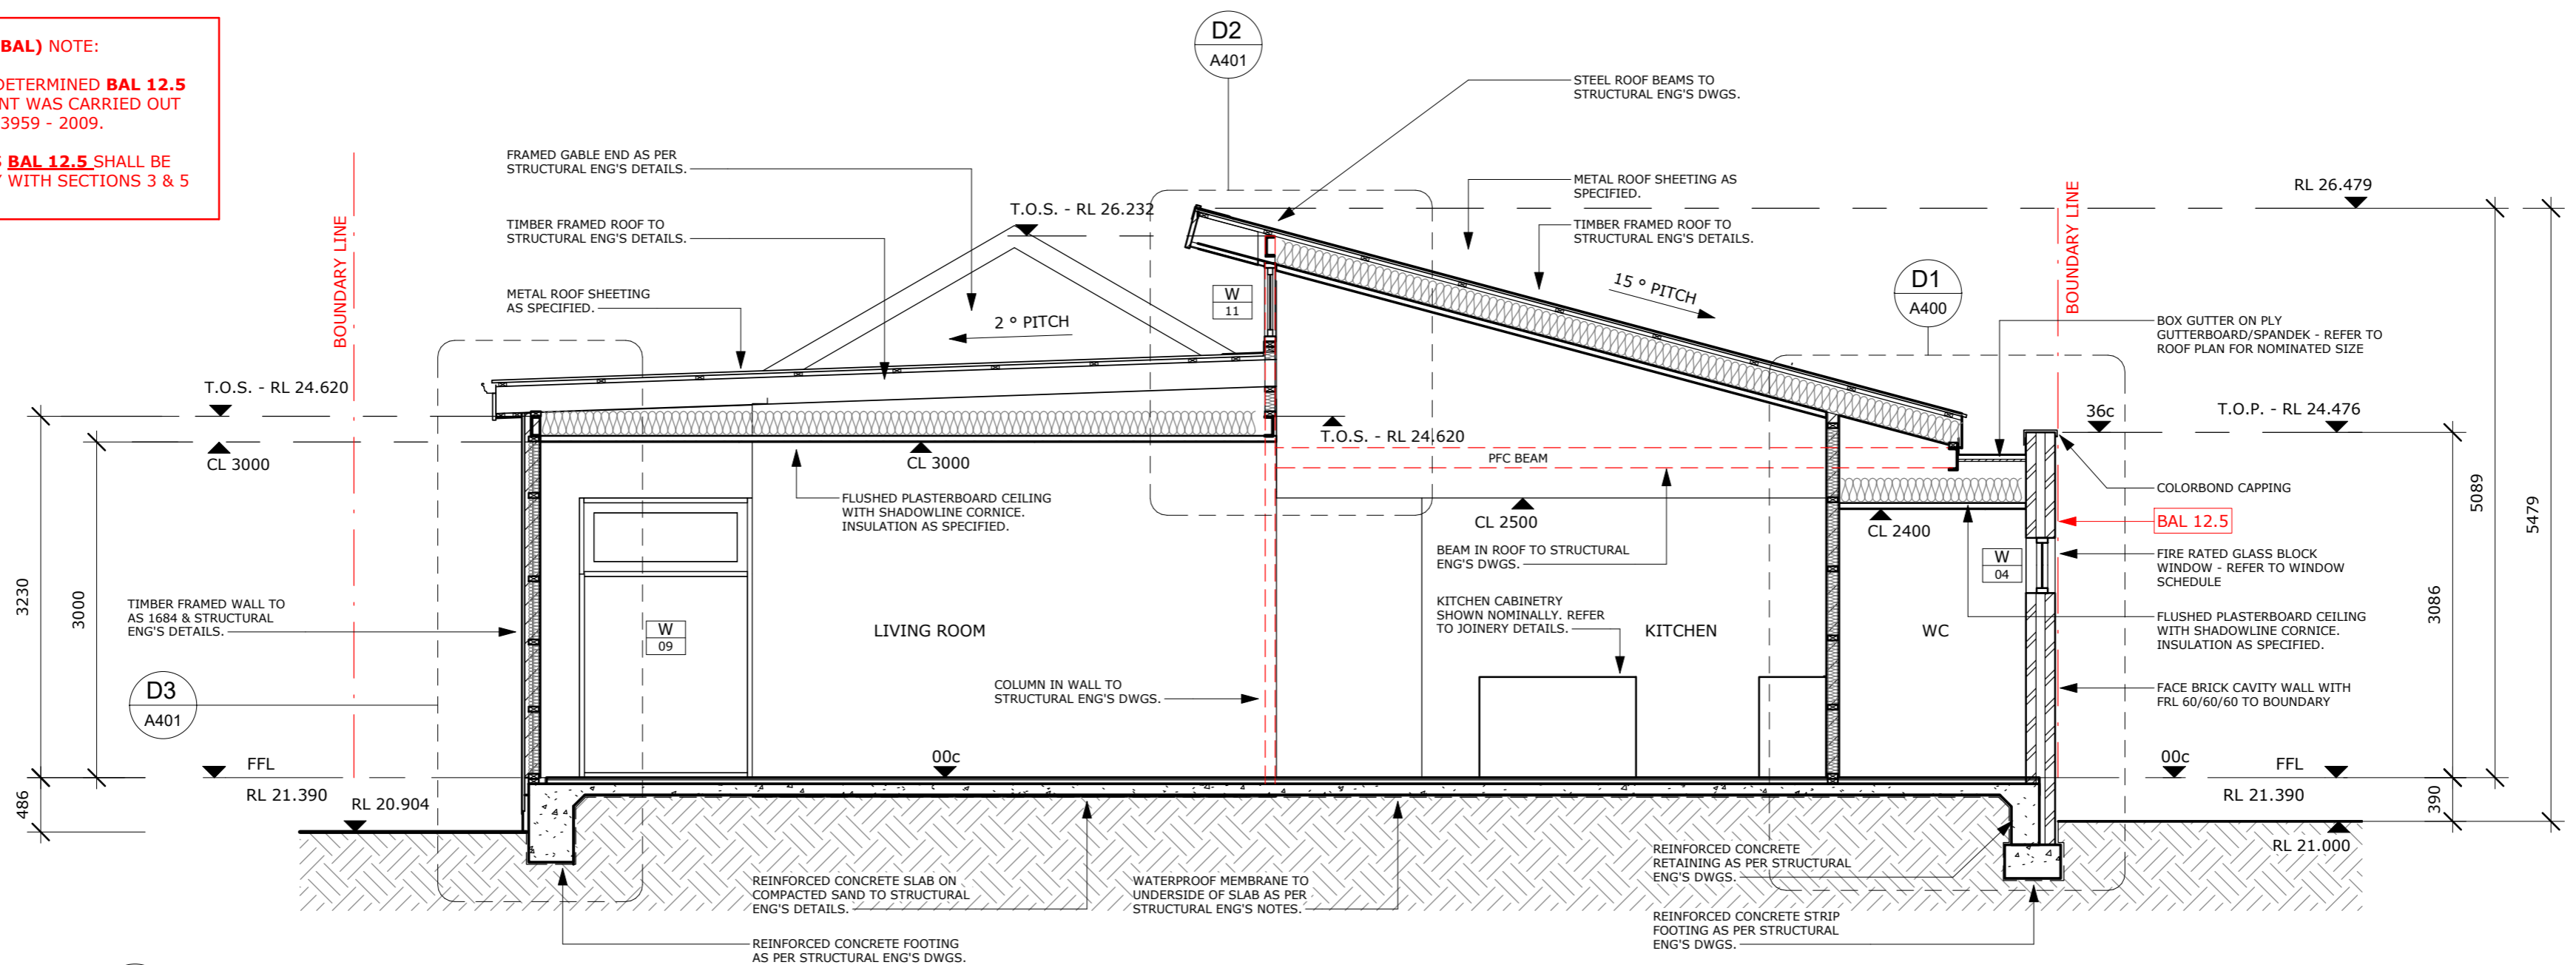 BAL) NOTE:
DETERMINED BAL 12.5
NT WAS CARRIED OUT
3959 - 2009.
BAL 12.5 SHALL BE
WITH SECTIONS 3 & 5
D2
A401
STEEL ROOF BEAMS TO
STRUCTURAL ENG'S DWGS.
FRAMED GABLE END AS PER
STRUCTURAL ENG'S DETAILS.
METAL ROOF SHEETING AS
SPECIFIED.
RL 26.479
BOUNDARY LINE
BOUNDARY LINE
T.O.S. - RL 26.232
TIMBER FRAMED ROOF TO
STRUCTURAL ENG'S DETAILS.
TIMBER FRAMED ROOF TO
STRUCTURAL ENG'S DETAILS.
D1
A400
METAL ROOF SHEETING
AS SPECIFIED.
W
11
15 ° PITCH
2 ° PITCH
BOX GUTTER ON PLY
GUTTERBOARD/SPANDEK - REFER TO
ROOF PLAN FOR NOMINATED SIZE
T.O.S. - RL 24.620
36c
T.O.P. - RL 24.476
T.O.S. - RL 24.620
CL 3000
CL 3000
PFC BEAM
FLUSHED PLASTERBOARD CEILING
WITH SHADOWLINE CORNICE.
INSULATION AS SPECIFIED.
COLORBOND CAPPING
5089
5479
CL 2500
BAL 12.5
CL 2400
BEAM IN ROOF TO STRUCTURAL
ENG'S DWGS.
W
04
FIRE RATED GLASS BLOCK
WINDOW - REFER TO WINDOW
SCHEDULE
3230
3000
3086
TIMBER FRAMED WALL TO
AS 1684 & STRUCTURAL
ENG'S DETAILS.
KITCHEN CABINETRY
SHOWN NOMINALLY. REFER
TO JOINERY DETAILS.
W
09
LIVING ROOM
KITCHEN
WC
FLUSHED PLASTERBOARD CEILING
WITH SHADOWLINE CORNICE.
INSULATION AS SPECIFIED.
D3
A401
COLUMN IN WALL TO
STRUCTURAL ENG'S DWGS.
FACE BRICK CAVITY WALL WITH
FRL 60/60/60 TO BOUNDARY
FFL
00c
00c
FFL
RL 21.390
RL 21.390
486
RL 20.904
390
RL 21.000
REINFORCED CONCRETE
RETAINING AS PER STRUCTURAL
ENG'S DWGS.
REINFORCED CONCRETE SLAB ON
COMPACTED SAND TO STRUCTURAL
ENG'S DETAILS.
WATERPROOF MEMBRANE TO
UNDERSIDE OF SLAB AS PER
STRUCTURAL ENG'S NOTES.
REINFORCED CONCRETE STRIP
FOOTING AS PER STRUCTURAL
ENG'S DWGS.
REINFORCED CONCRETE FOOTING
AS PER STRUCTURAL ENG'S DWGS.